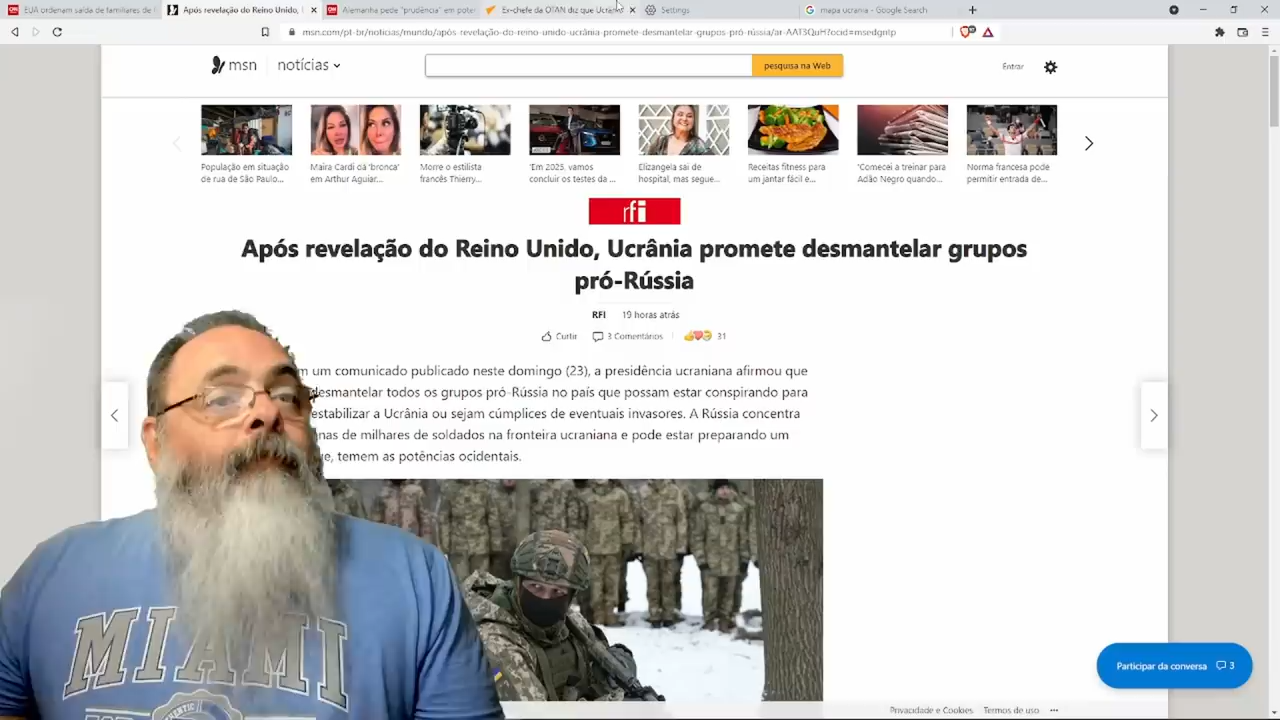 EUA ordenam saída de familiares de
Após revelação do Reino Unido,
Alemanha pede "prudência" em
Ex-chefe da OTAN diz que Ucrân
Settings
mapa ucrania - Google Search
msn.com/pt-br/noticias/mundo/após-revelação-do-reino-unido-ucrânia-promete-desmantelar-grupos-pró-rússia/ar-AAT3QuH?ocid=msedgntp
msn
notícias
pesquisa na Web
Entrar
População em situação
de rua de São Paulo...
Maira Cardi dá 'bronca'
em Arthur Aguiar...
Morre o estilista
francês Thierry...
'Em 2025, vamos
concluir os testes da ...
Elizangela sai de
hospital, mas segue...
Receitas fitness para
um jantar fácil e...
'Comecei a treinar para
Adão Negro quando...
Norma francesa pode
permitir entrada de...
rfi
Após revelação do Reino Unido, Ucrânia promete desmantelar grupos
pró-Rússia
RFI 19 horas atrás
Curtir 3 Comentários 31
m um comunicado publicado neste domingo (23), a presidência ucraniana afirmou que
desmantelar todos os grupos pró-Rússia no país que possam estar conspirando para
estabilizar a Ucrânia ou sejam cúmplices de eventuais invasores. A Rússia concentra
nas de milhares de soldados na fronteira ucraniana e pode estar preparando um
e, temem as potências ocidentais.
MIAMI
Participar da conversa 3
Privacidade e Cookies Termos de uso ...